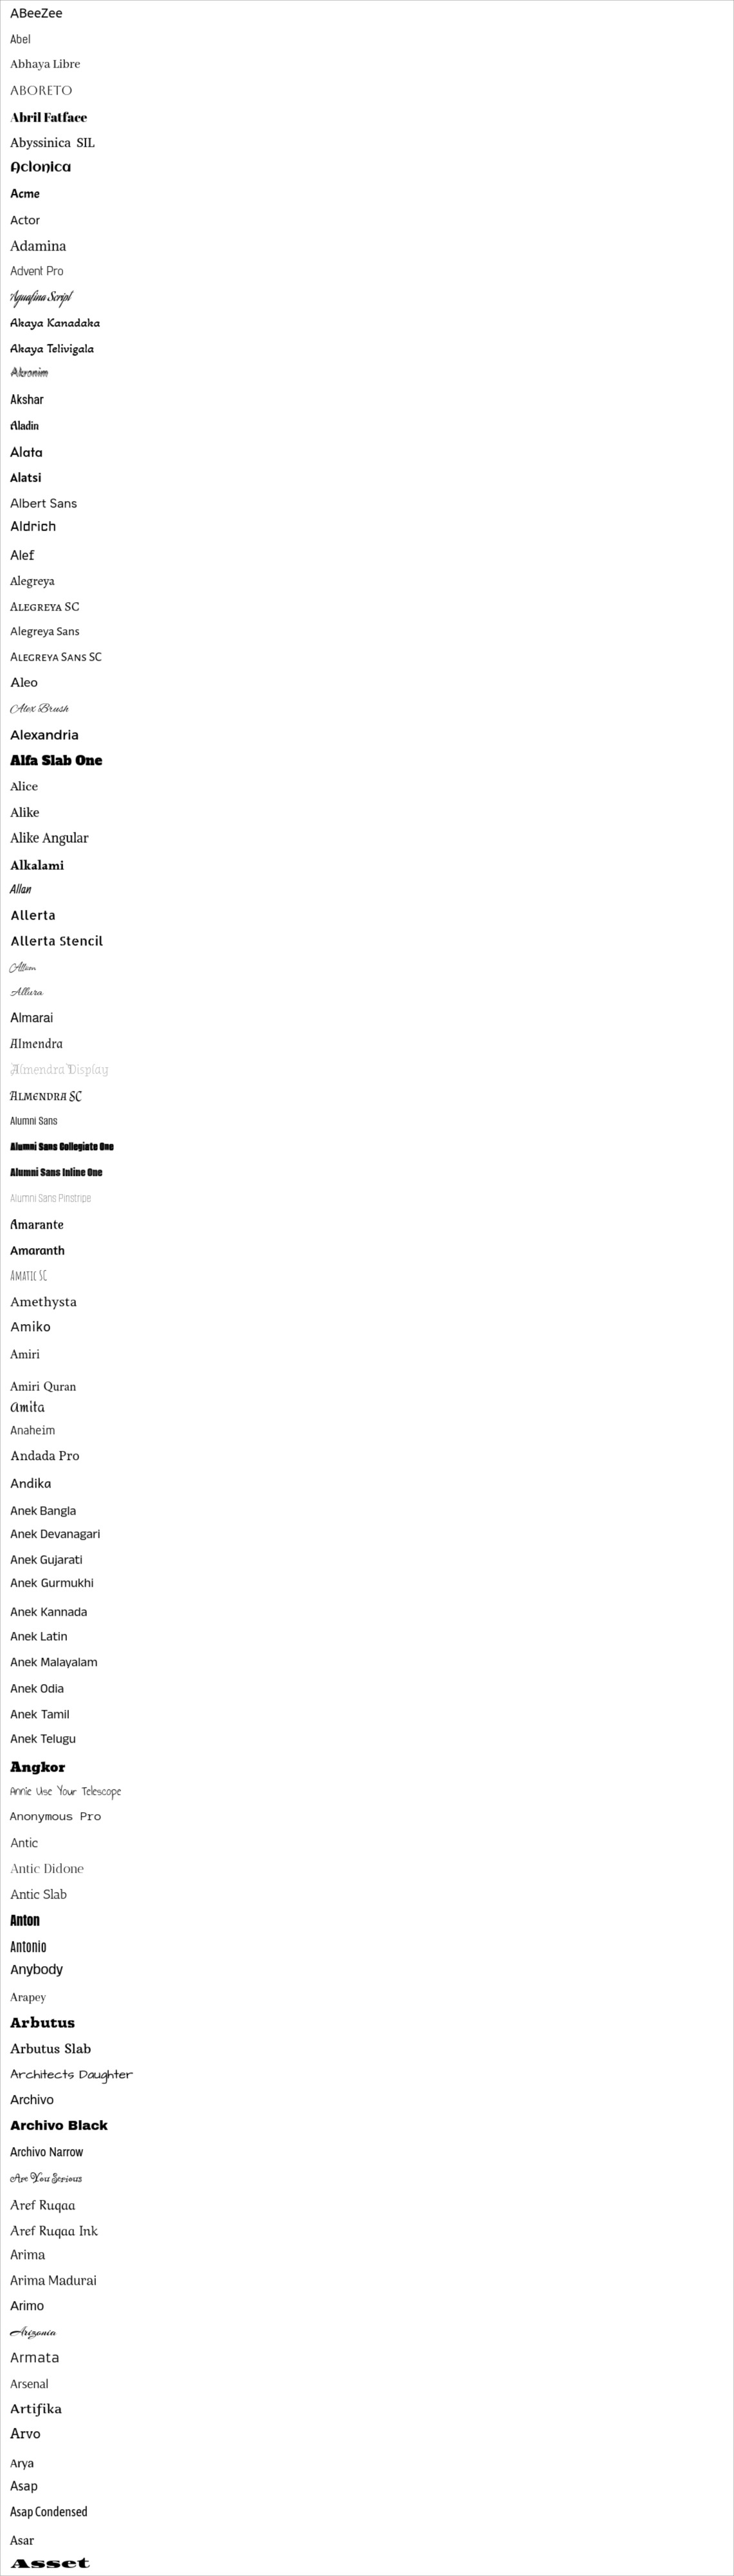 ABeeZee
Abel
Abhaya Libre
ABORETO
Abril Fatface
Abyssinica SIL
Aclonica
Acme
Actor
Adamina
Advent Pro
Aguafina Script
Akaya Kanadaka
Akaya Telivigala
Akronim
Akshar
Aladin
Alata
Alatsi
Albert Sans
Aldrich
Alef
Alegreya
ALEGREYA SC
Alegreya Sans
ALEGREYA SANS SC
Aleo
Alex Brush
Alexandria
Alfa Slab One
Alice
Alike
Alike Angular
Alkalami
Allan
Allerta
Allerta Stencil
Allison
Allura
Almarai
Almendra
Almendra Display
ALMENDRA SC
Alumni Sans
Alumni Sans Collegiate One
Alumni Sans Inline One
Alumni Sans Pinstripe
Amarante
Amaranth
AMATIC SC
Amethysta
Amiko
Amiri
Amiri Quran
Amita
Anaheim
Andada Pro
Andika
Anek Bangla
Anek Devanagari
Anek Gujarati
Anek Gurmukhi
Anek Kannada
Anek Latin
Anek Malayalam
Anek Odia
Anek Tamil
Anek Telugu
Angkor
Annie Use Your Telescope
Anonymous Pro
Antic
Antic Didone
Antic Slab
Anton
Antonio
Anybody
Arapey
Arbutus
Arbutus Slab
Architects Daughter
Archivo
Archivo Black
Archivo Narrow
Are You Serious
Aref Ruqaa
Aref Ruqaa Ink
Arima
Arima Madurai
Arimo
Arizonia
Armata
Arsenal
Artifika
Arvo
Arya
Asap
Asap Condensed
Asar
Asset